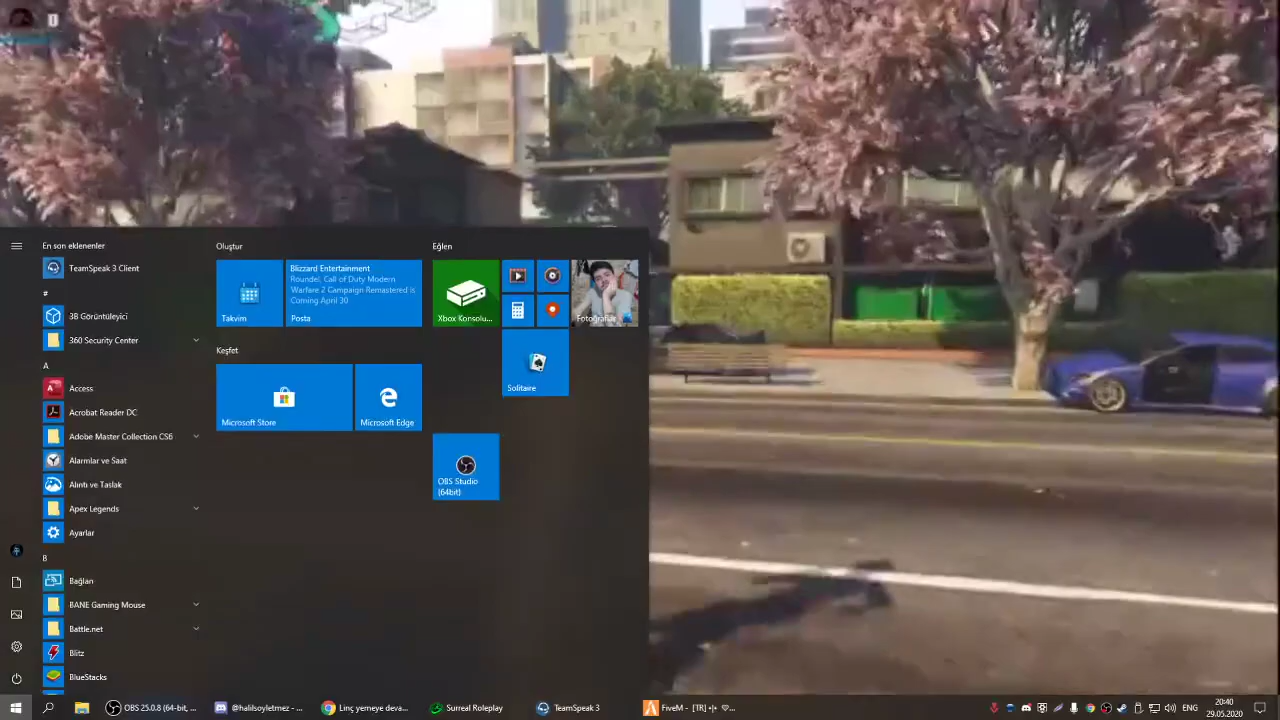 0
En son eklenenler
TeamSpeak 3 Client
#
3B Görüntüleyici
360 Security Center
A
Access
Acrobat Reader DC
Adobe Master Collection CS6
Alarmlar ve Saat
Alıntı ve Taslak
Apex Legends
Ayarlar
B
Bağlan
BANE Gaming Mouse
Battle.net
Blitz
BlueStacks
Oluştur
Takvim
Blizzard Entertainment
Roundel, Call of Duty Modern
Warfare 2 Campaign Remastered is
Coming April 30
Posta
Keşfet
Microsoft Store
Microsoft Edge
Eğlen
Xbox Konsolu...
Fotoğraflar
Solitaire
OBS Studio
(64bit)
OBS 25.0.8 (64-bit, ...
@halilsoyletmez - ...
Linç yemeye deva...
Surreal Roleplay
TeamSpeak 3
FiveM - [TR]
20:40
29.05.2020